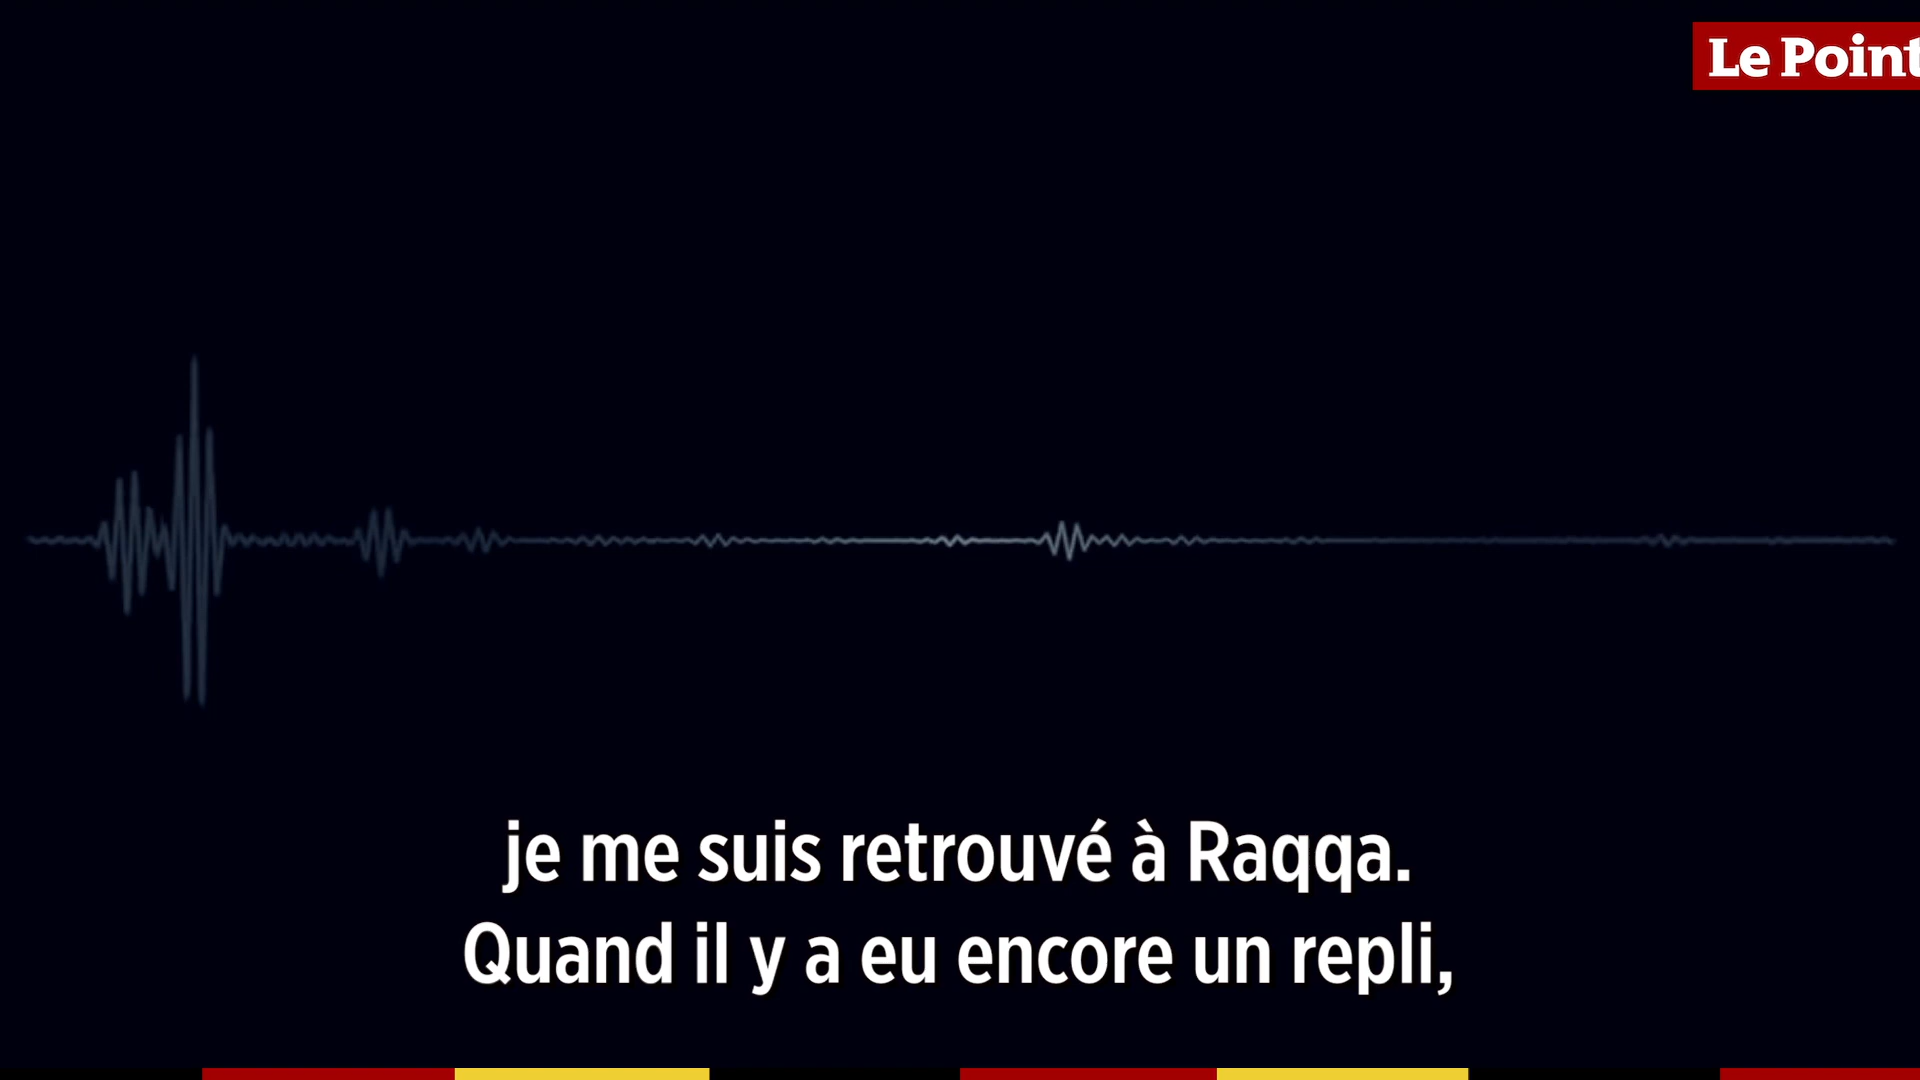 Le Point
je me suis retrouvé à Raqqa.
Quand il y a eu encore un repli,